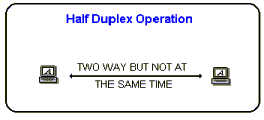 Half Duplex Operation
TWO WAY BUT NOT AT
THE SAME TIME